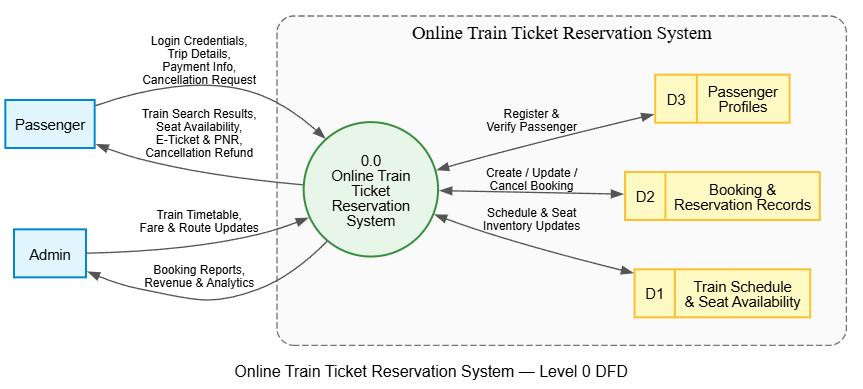 Online Train Ticket Reservation System
Login Credentials,
Trip Details,
Payment Info,
Cancellation Request
Passenger
Train Search Results,
Seat Availability,
E-Ticket & PNR,
Cancellation Refund
Admin
Train Timetable,
Fare & Route Updates
Booking Reports,
Revenue & Analytics
0.0
Online Train
Ticket
Reservation
System
Register &
Verify Passenger
Create / Update /
Cancel Booking
Schedule & Seat
Inventory Updates
D3
Passenger
Profiles
D2
Booking &
Reservation Records
D1
Train Schedule
& Seat Availability
Online Train Ticket Reservation System — Level 0 DFD